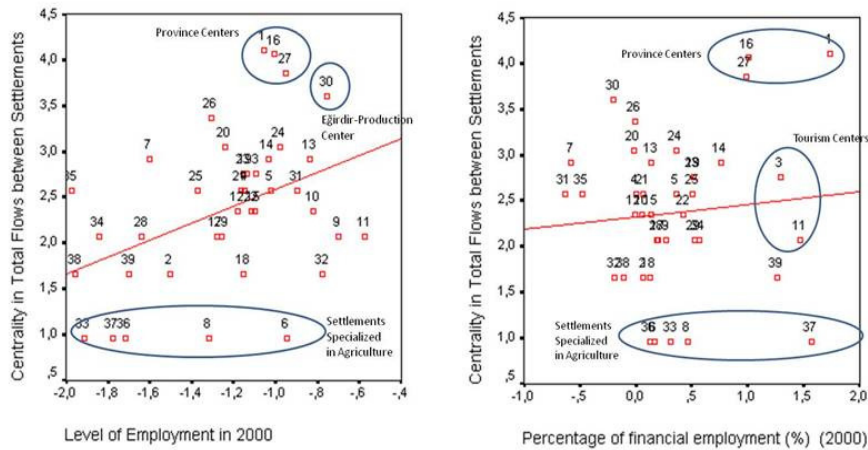 Centrality in Total Flows between Settlements
4,5
4,0
3,5
3,0
2,5
2,0
1,5
1,0
,5
Province Centers
1 16
27
30
Eğirdir-Production
Center
26
20 24
7 14 13
35 25 5 31
10
34 28 9 11
38 39 2 18 32
33 37 36 8 6
Settlements
Specialized
in Agriculture
-2,0 -1,8 -1,6 -1,4 -1,2 -1,0 -,8 -,6 -,4
Level of Employment in 2000
Centrality in Total Flows between Settlements
4,5
4,0
3,5
3,0
2,5
2,0
1,5
1,0
,5
Province Centers
16 1
27
30
26
20 24
7 13 14
Tourism Centers
3
31 35 4 21 5 25
15 22
11
39
33 8 37
Settlements
Specialized
in Agriculture
-1,0 -,5 0,0 ,5 1,0 1,5 2,0
Percentage of financial employment (%) (2000)